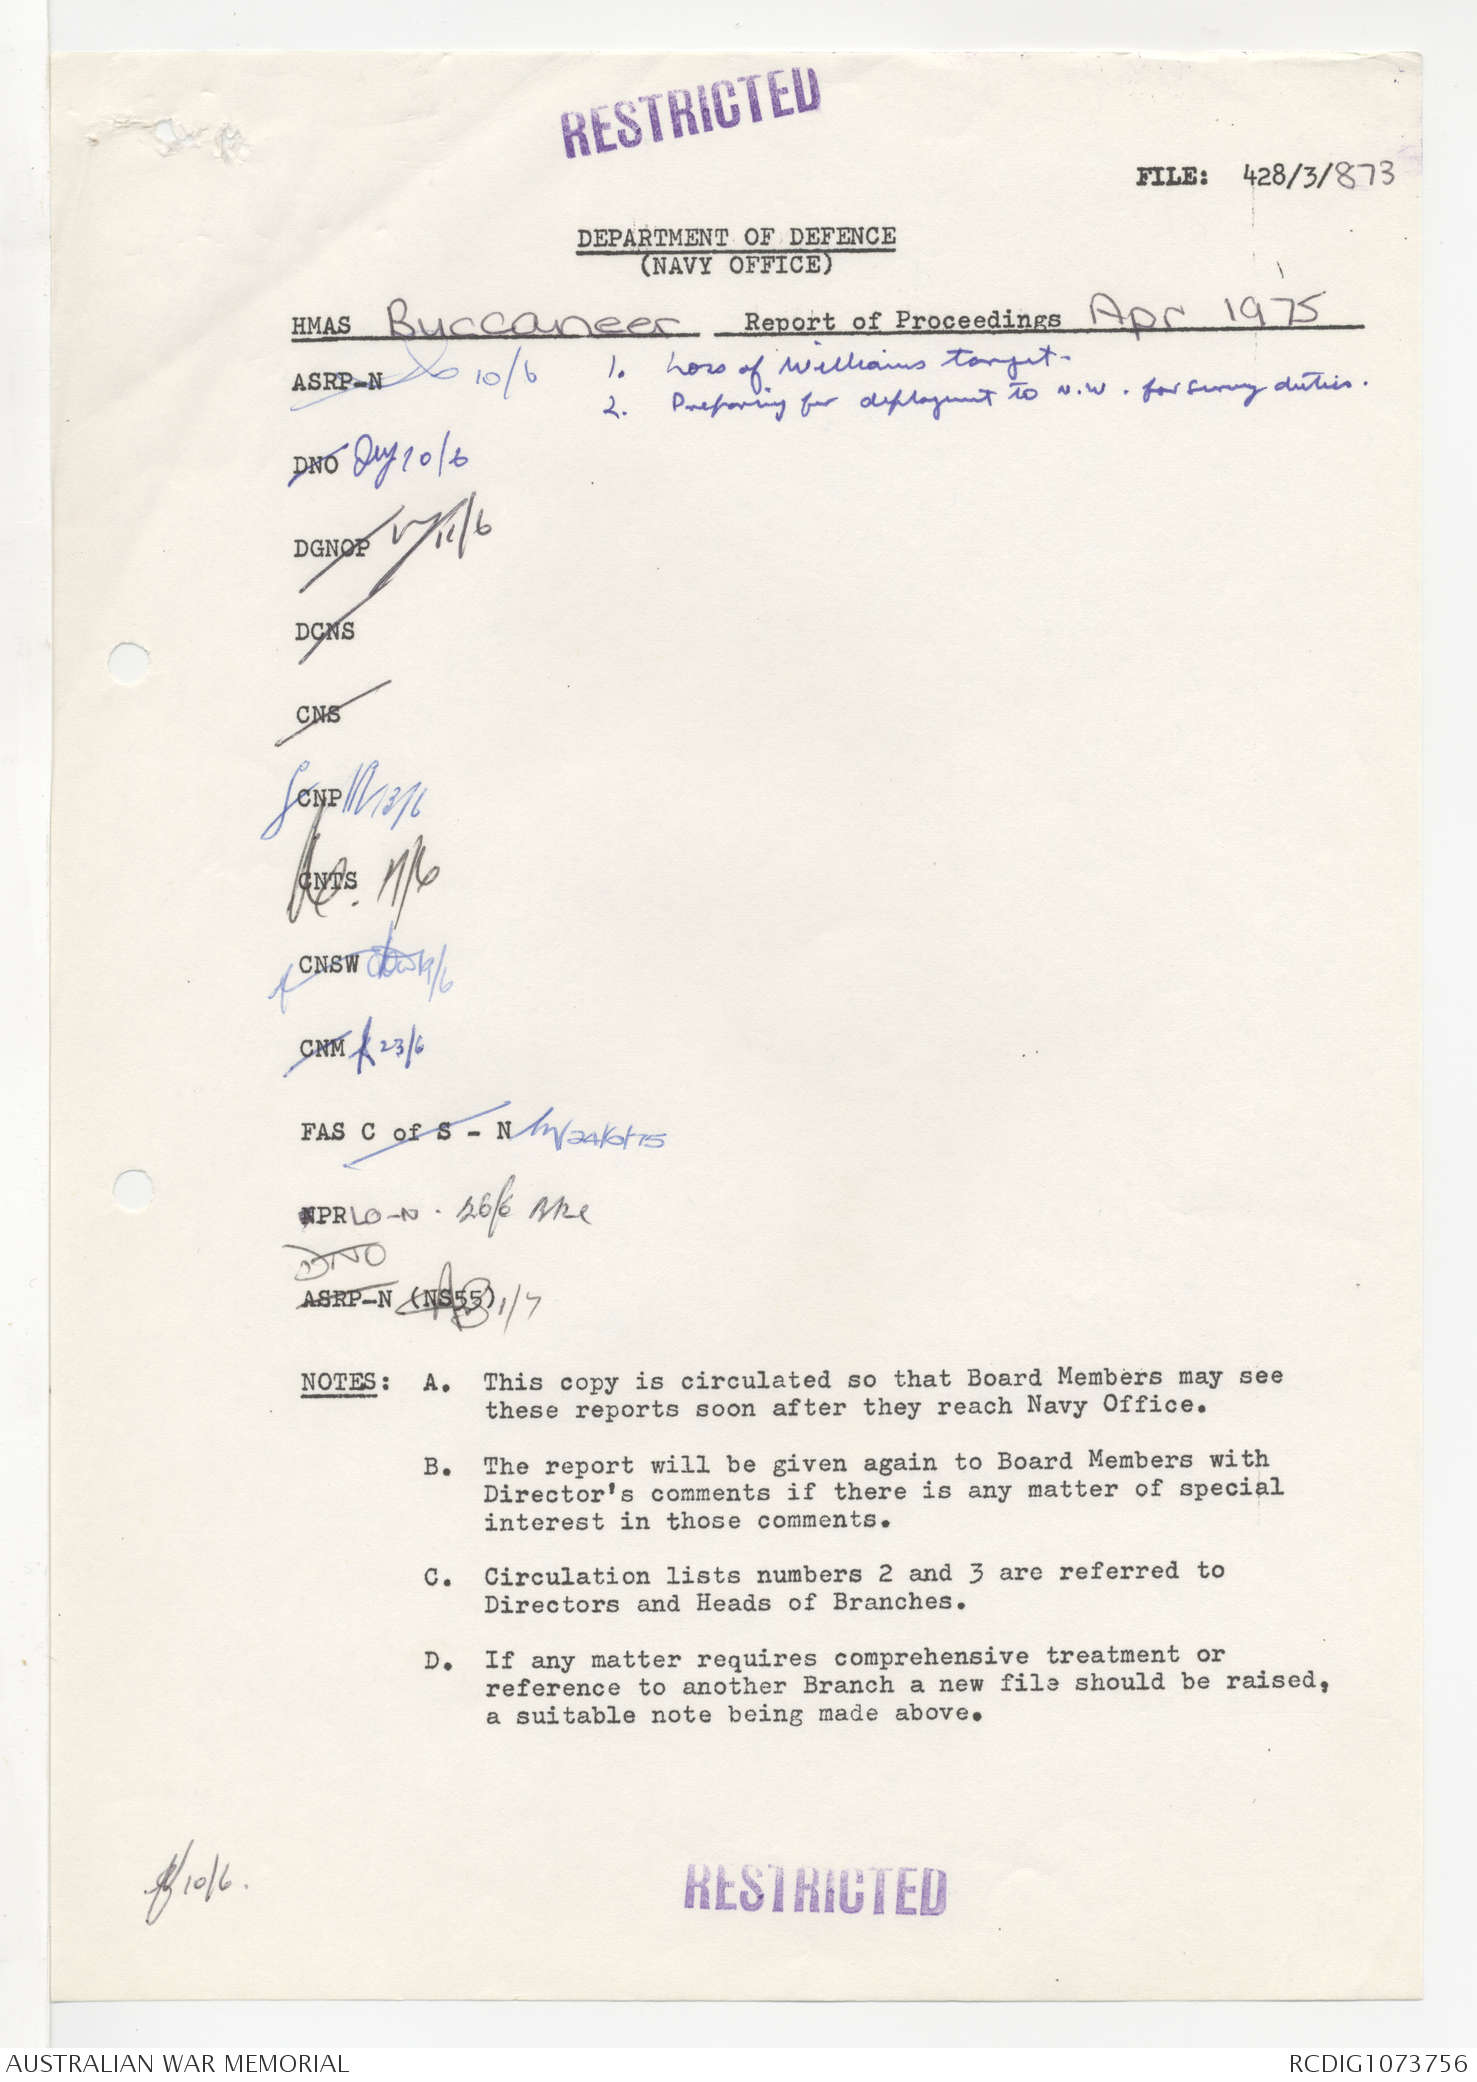 RESTRICTED
FILE: 428/3/873
DEPARTMENT OF DEFENCE
(NAVY OFFICE)
HMAS Buccaneer Report of Proceedings Apr 1975
ASRP-N 10/6 1. Loss of Williams target.
2. Preparing for deployment to N.W. for survey duties.
DNO 10/6
DGNOP 11/6
DCNS
CNS
CNP 13/6
CNTS
CNSW 19/6
CNM 23/6
FAS C of S - N 24/6/75
NPRLO-N. 26/6
DNO
ASRP-N (NS55) 1/7
NOTES: A. This copy is circulated so that Board Members may see
these reports soon after they reach Navy Office.
B. The report will be given again to Board Members with
Director's comments if there is any matter of special
interest in those comments.
C. Circulation lists numbers 2 and 3 are referred to
Directors and Heads of Branches.
D. If any matter requires comprehensive treatment or
reference to another Branch a new file should be raised,
a suitable note being made above.
10/6.
RESTRICTED
AUSTRALIAN WAR MEMORIAL RCDIG1073756